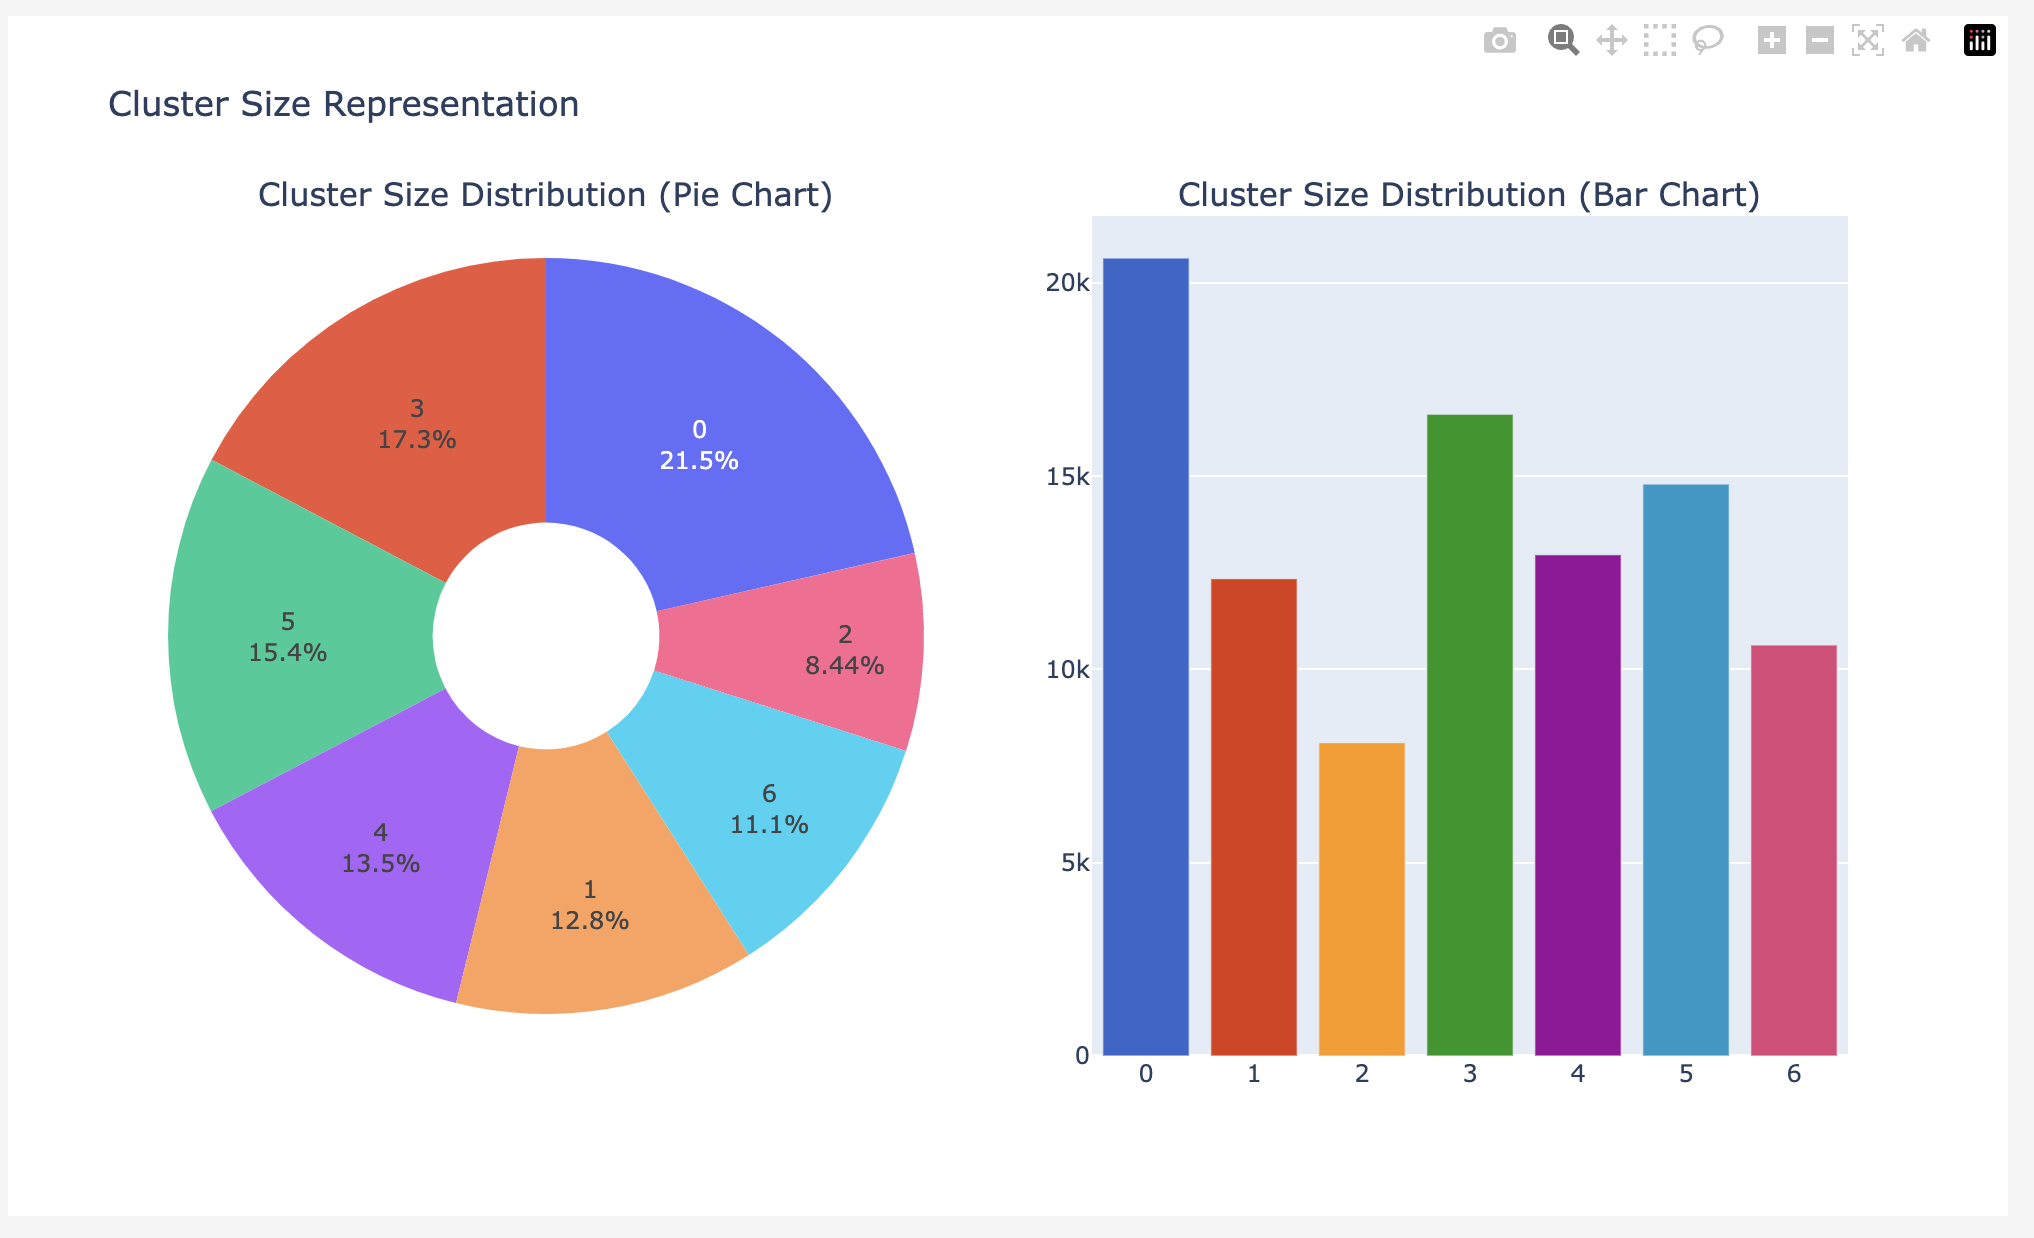 Cluster Size Representation
Cluster Size Distribution (Pie Chart)
3
17.3%
0
21.5%
5
15.4%
2
8.44%
4
13.5%
6
11.1%
1
12.8%
Cluster Size Distribution (Bar Chart)
20k
15k
10k
5k
0
0 1 2 3 4 5 6